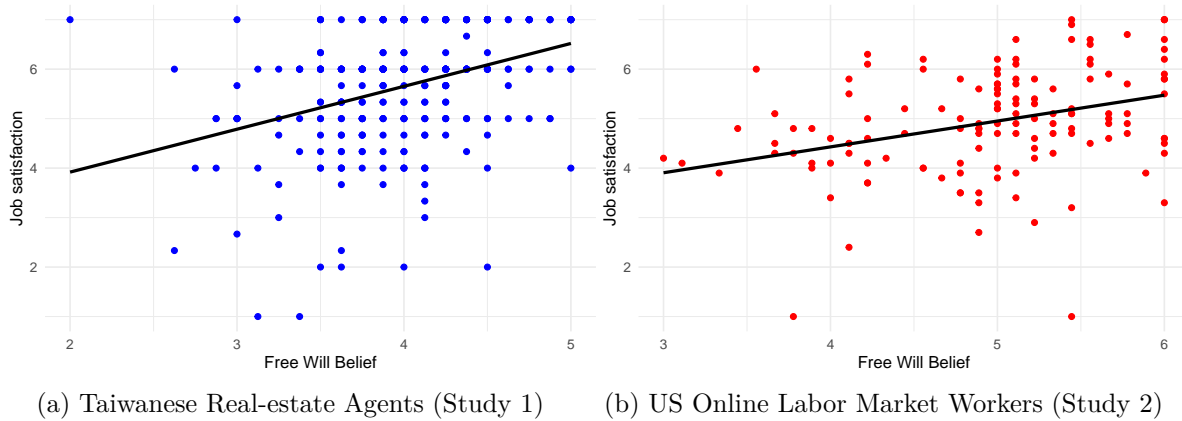 Job satisfaction
6
4
2
2
3
4
5
Free Will Belief
(a) Taiwanese Real-estate Agents (Study 1)
Job satisfaction
6
4
2
3
4
5
6
Free Will Belief
(b) US Online Labor Market Workers (Study 2)